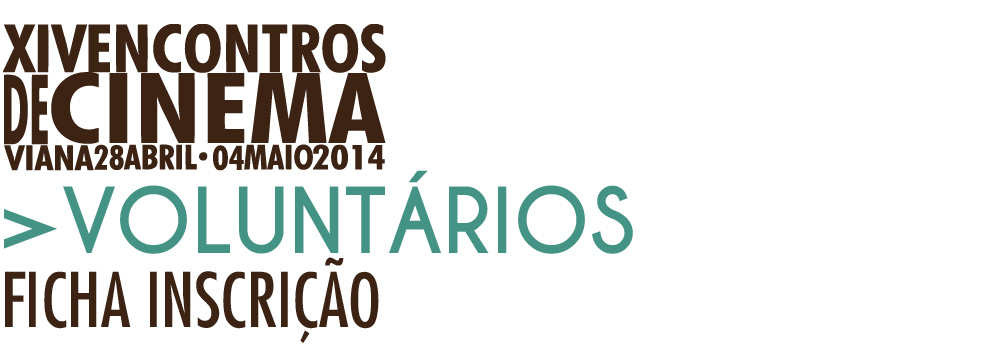 XIVENCONTROS
DECINEMA
VIANA28ABRIL•04MAIO2014
>VOLUNTÁRIOS
FICHA INSCRIÇÃO